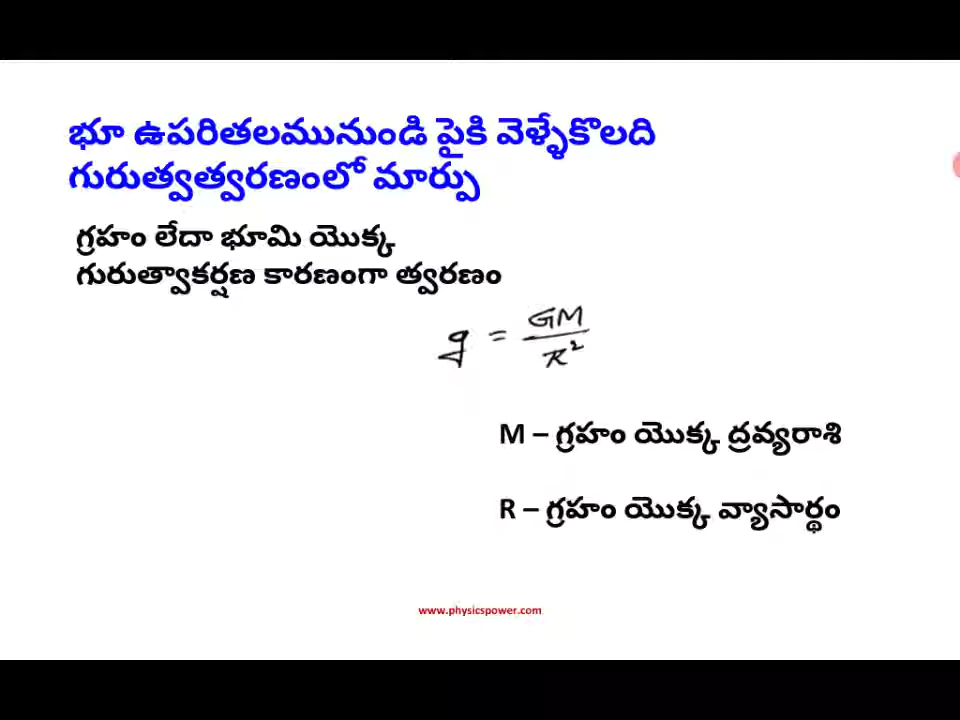 భూ ఉపరితలమునుండి పైకి వెళ్ళేకొలది
గురుత్వత్వరణంలో మార్పు
గ్రహం లేదా భూమి యొక్క
గురుత్వాకర్షణ కారణంగా త్వరణం
g = GM / R²
M – గ్రహం యొక్క ద్రవ్యరాశి
R – గ్రహం యొక్క వ్యాసార్థం
www.physicspower.com